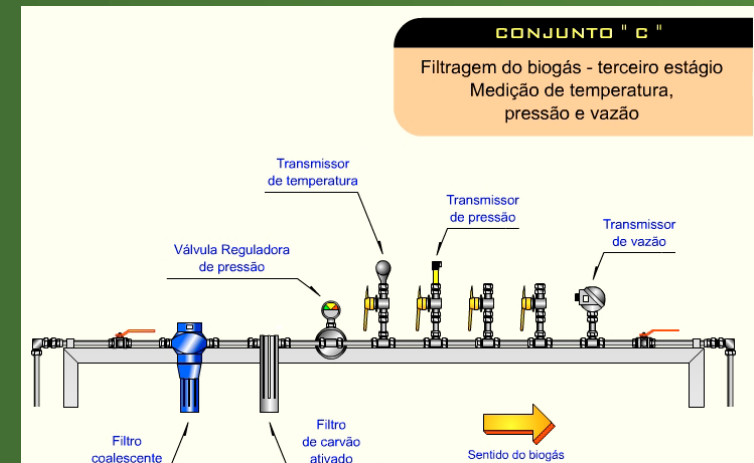 CONJUNTO " C "
Filtragem do biogás - terceiro estágio
Medição de temperatura,
pressão e vazão
Transmissor
de temperatura
Transmissor
de pressão
Transmissor
de vazão
Válvula Reguladora
de pressão
Filtro
coalescente
Filtro
de carvão
ativado
Sentido do biogás